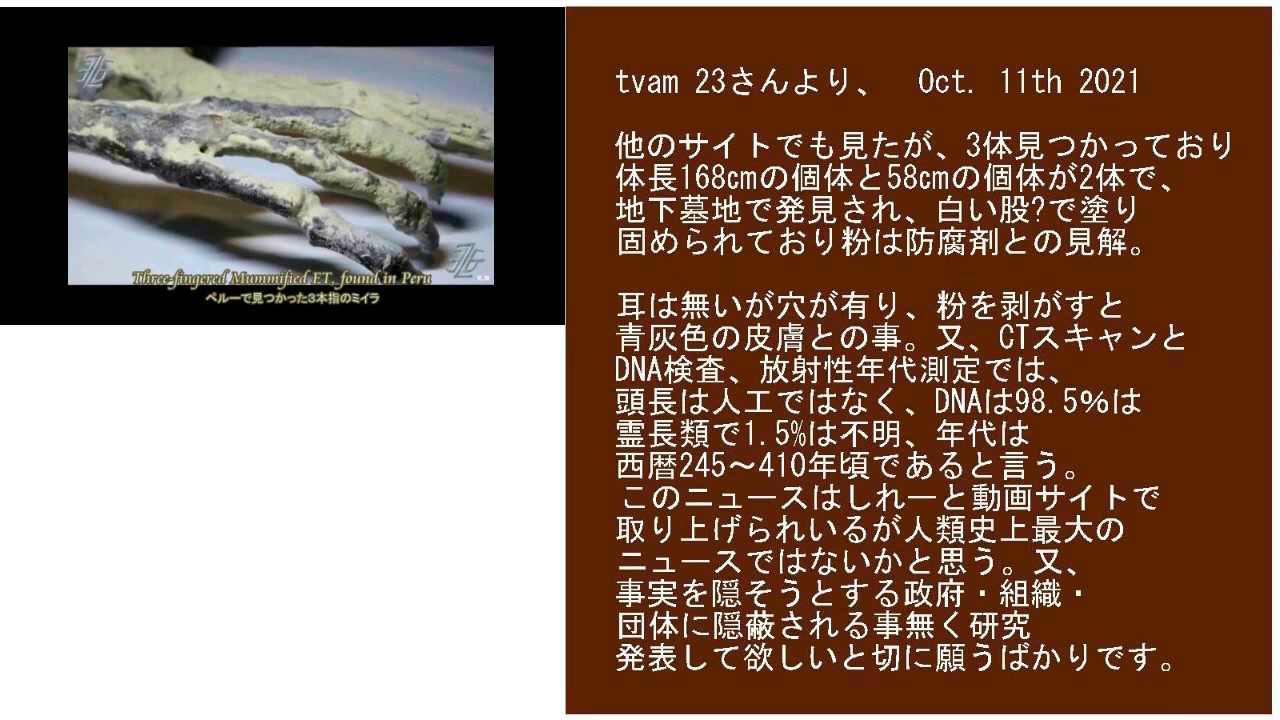 Three-fingered Mummified ET, found in Peru
ペルーで見つかった3本指のミイラ
tvam 23さんより、 Oct. 11th 2021
他のサイトでも見たが、3体見つかっており
体長168cmの個体と58cmの個体が2体で、
地下墓地で発見され、白い股?で塗り
固められており粉は防腐剤との見解。
耳は無いが穴が有り、粉を剥がすと
青灰色の皮膚との事。又、CTスキャンと
DNA検査、放射性年代測定では、
頭長は人工ではなく、DNAは98.5%は
霊長類で1.5%は不明、年代は
西暦245～410年頃であると言う。
このニュースはしれーと動画サイトで
取り上げられいるが人類史上最大の
ニュースではないかと思う。又、
事実を隠そうとする政府・組織・
団体に隠蔽される事無く研究
発表して欲しいと切に願うばかりです。